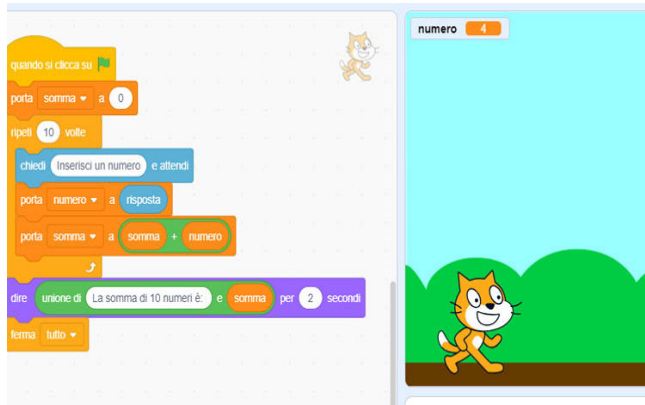 quando si clicca su
porta somma a 0
ripeti 10 volte
chiedi Inserisci un numero e attendi
porta numero a risposta
porta somma a somma + numero
dire unione di La somma di 10 numeri è: e somma per 2 secondi
ferma tutto
numero 4